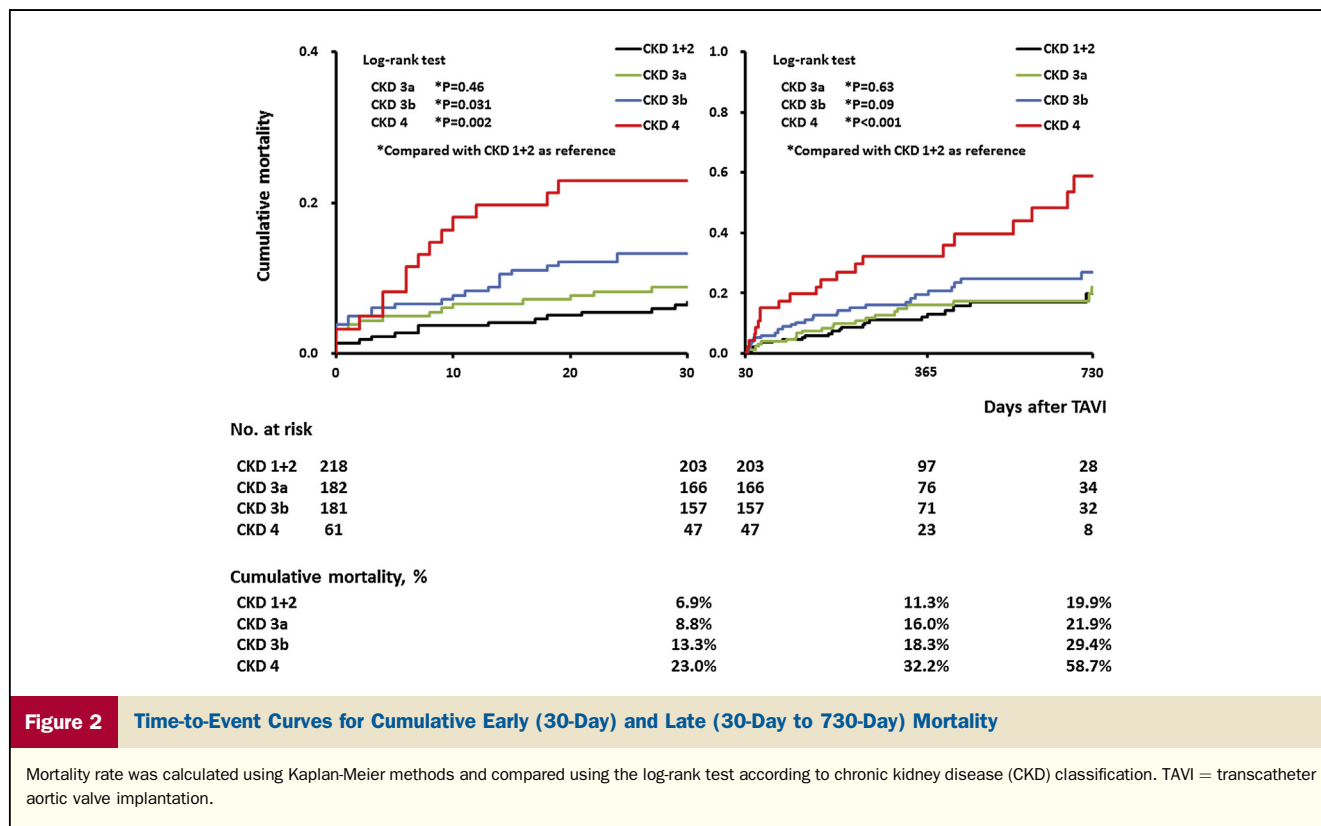 0.4
0.2
0.0
Cumulative mortality
Log-rank test
CKD 3a *P=0.46
CKD 3b *P=0.031
CKD 4 *P=0.002
*Compared with CKD 1+2 as reference
CKD 1+2
CKD 3a
CKD 3b
CKD 4
0 10 20 30
1.0
0.8
0.6
0.4
0.2
0.0
Log-rank test
CKD 3a *P=0.63
CKD 3b *P=0.09
CKD 4 *P<0.001
*Compared with CKD 1+2 as reference
CKD 1+2
CKD 3a
CKD 3b
CKD 4
30 365 730
Days after TAVI
No. at risk
CKD 1+2 218 203 203 97 28
CKD 3a 182 166 166 76 34
CKD 3b 181 157 157 71 32
CKD 4 61 47 47 23 8
Cumulative mortality, %
CKD 1+2 6.9% 11.3% 19.9%
CKD 3a 8.8% 16.0% 21.9%
CKD 3b 13.3% 18.3% 29.4%
CKD 4 23.0% 32.2% 58.7%
Figure 2 Time-to-Event Curves for Cumulative Early (30-Day) and Late (30-Day to 730-Day) Mortality
Mortality rate was calculated using Kaplan-Meier methods and compared using the log-rank test according to chronic kidney disease (CKD) classification. TAVI = transcatheter
aortic valve implantation.